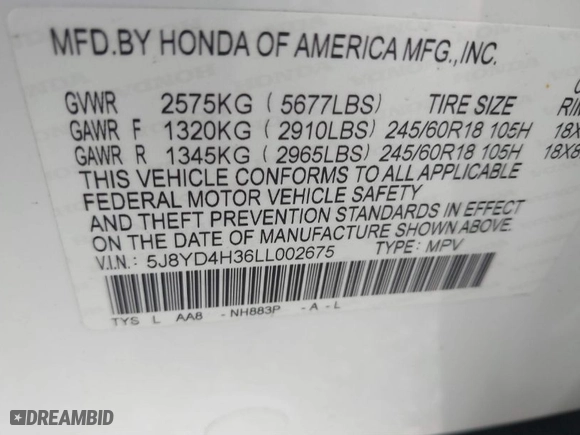 MFD.BY HONDA OF AMERICA MFG.,INC.
GVWR 2575KG (5677LBS) TIRE SIZE
GAWR F 1320KG (2910LBS) 245/60R18 105H 18X
GAWR R 1345KG (2965LBS) 245/60R18 105H 18X8
THIS VEHICLE CONFORMS TO ALL APPLICABLE
FEDERAL MOTOR VEHICLE SAFETY
AND THEFT PREVENTION STANDARDS IN EFFECT
ON THE DATE OF MANUFACTURE SHOWN ABOVE.
V.I.N.: 5J8YD4H36LL002675 TYPE: MPV
TYS L AA8 - NH883P - A - L
DREAMBID